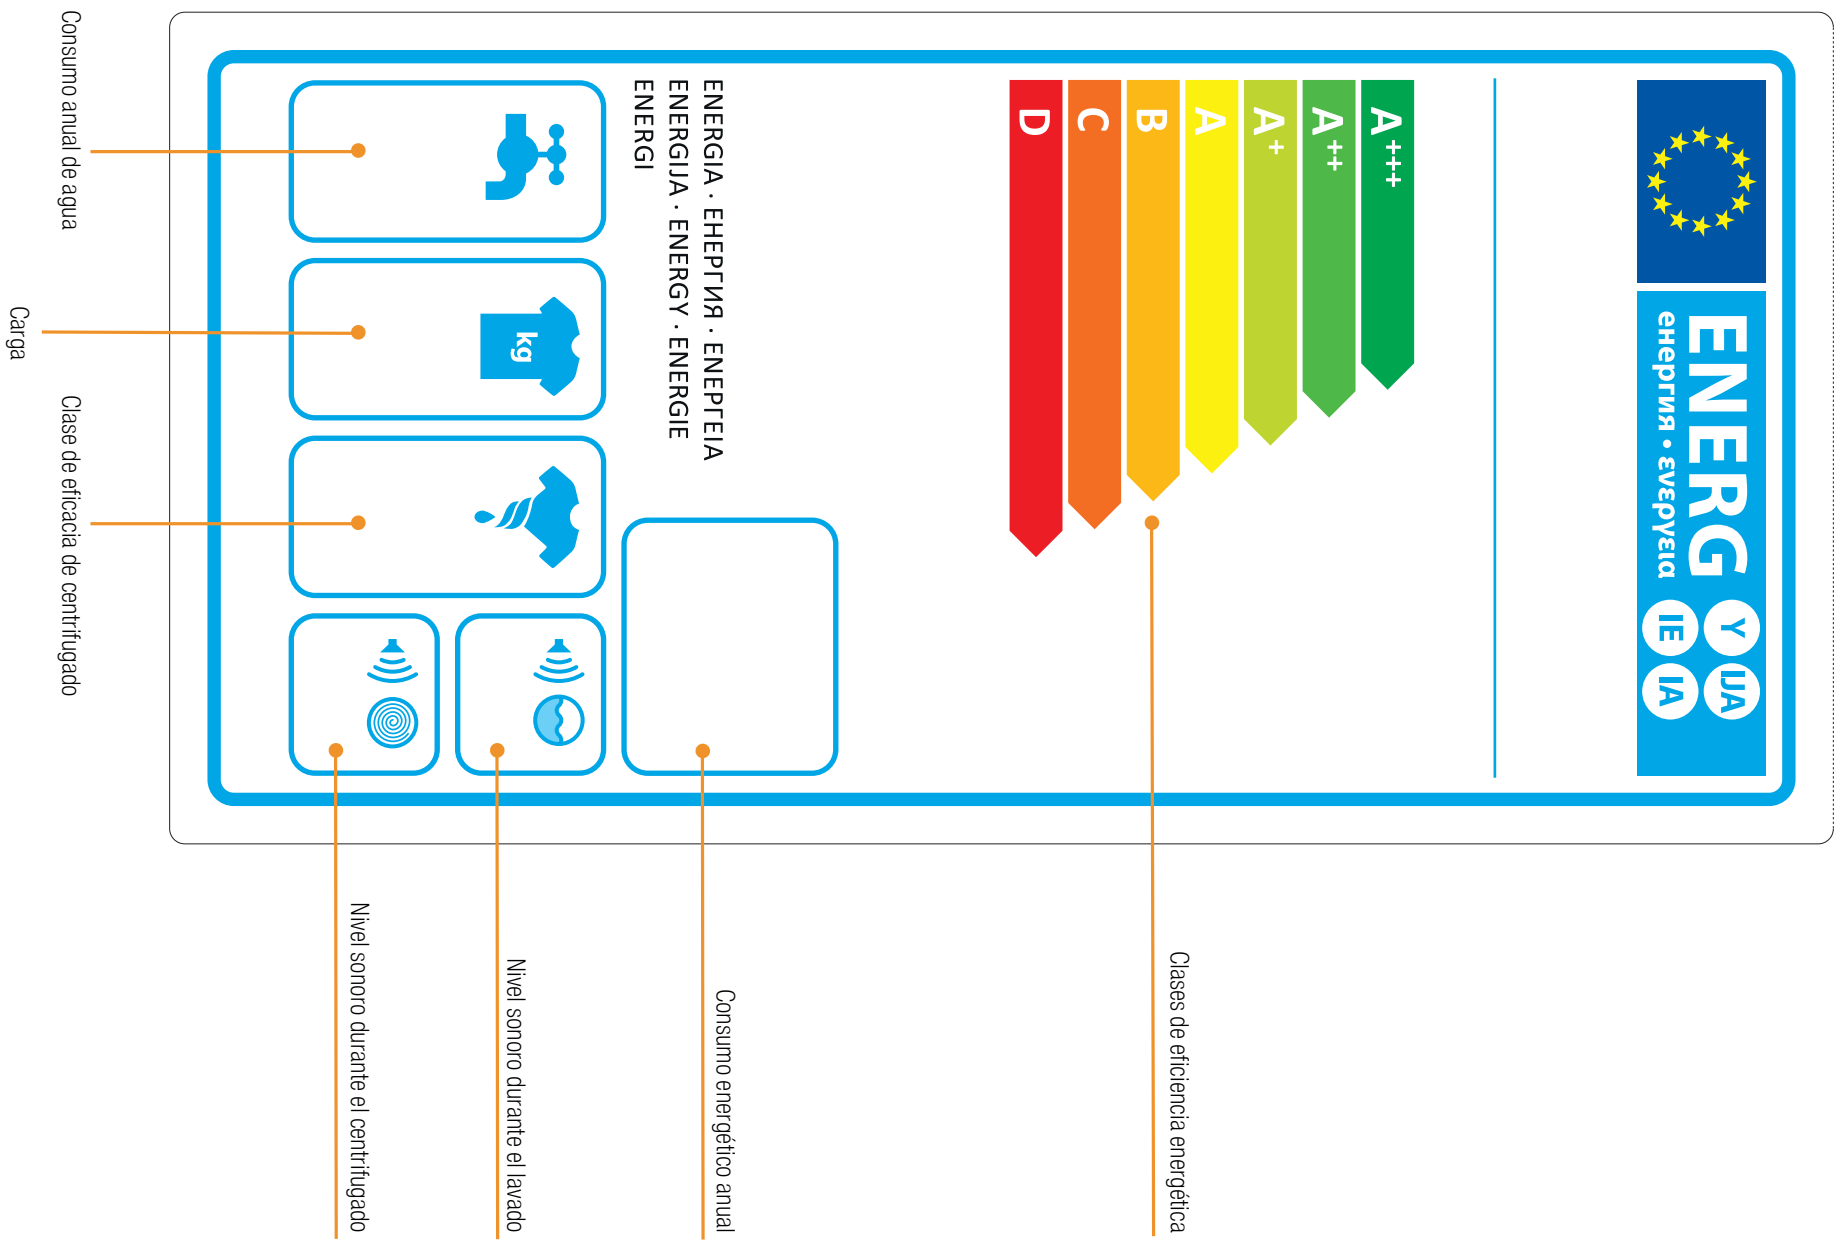 ENERG
енергия · ενεργεια
Y
IJA
IE
IA
A+++
A++
A+
A
B
C
D
Clases de eficiencia energética
ENERGIA · ЕНЕРГИЯ · ΕΝΕΡΓΕΙΑ
ENERGIJA · ENERGY · ENERGIE
ENERGI
Consumo energético anual
kg
Consumo anual de agua
Carga
Clase de eficacia de centrifugado
Nivel sonoro durante el lavado
Nivel sonoro durante el centrifugado